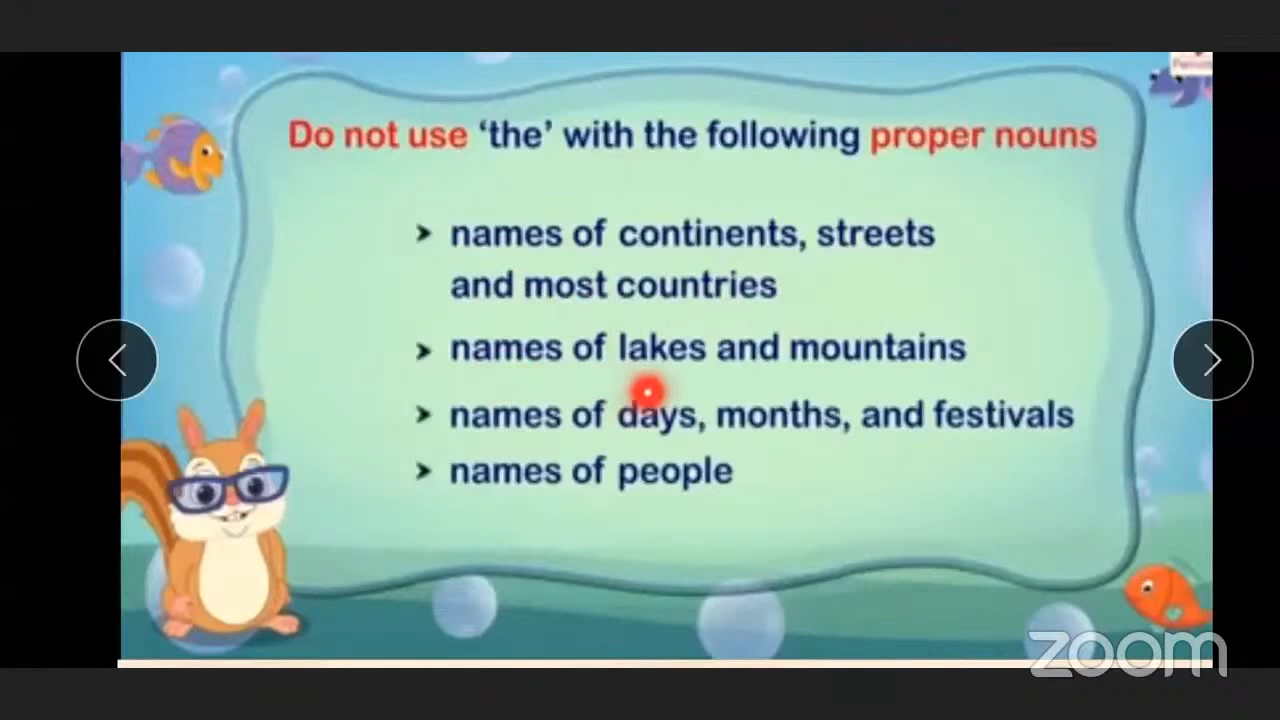 Do not use ‘the’ with the following proper nouns
➤ names of continents, streets
and most countries
➤ names of lakes and mountains
➤ names of days, months, and festivals
➤ names of people
zoom